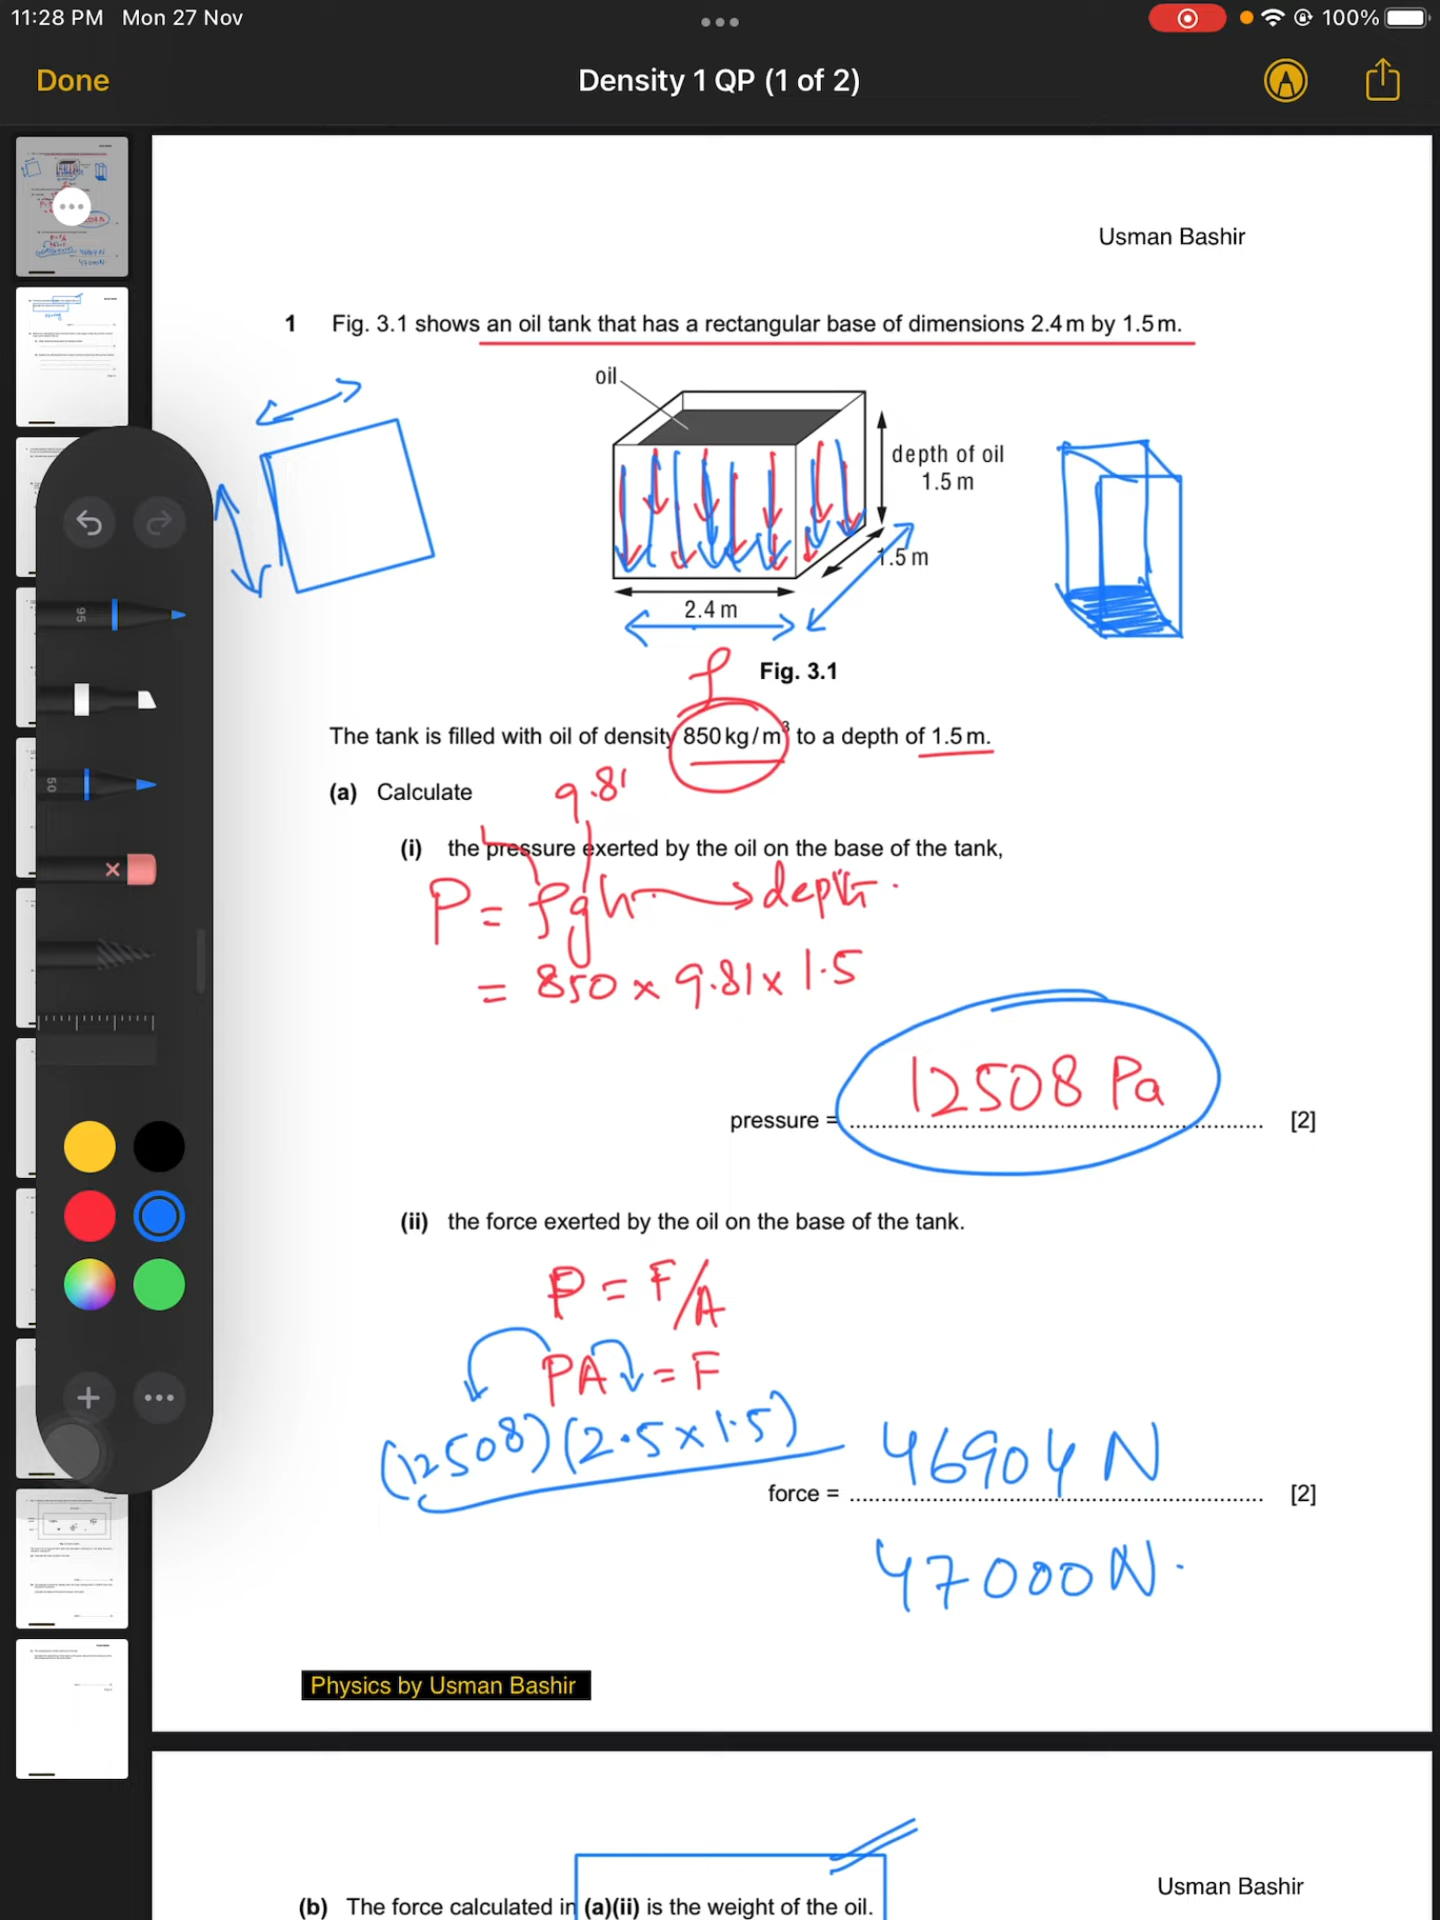 11:28 PM Mon 27 Nov
100%
Done
Density 1 QP (1 of 2)
Usman Bashir
1 Fig. 3.1 shows an oil tank that has a rectangular base of dimensions 2.4 m by 1.5 m.
oil
depth of oil
1.5 m
1.5 m
2.4 m
Fig. 3.1
ρ
The tank is filled with oil of density 850 kg / m³ to a depth of 1.5 m.
(a) Calculate
9.81
(i) the pressure exerted by the oil on the base of the tank,
P = ρgh → depth.
= 850 × 9.81 × 1.5
12508 Pa
pressure = .......... [2]
(ii) the force exerted by the oil on the base of the tank.
P = F/A
PA = F
(12508)(2.5 × 1.5)
46904 N
force = .......... [2]
47000 N.
Physics by Usman Bashir
Usman Bashir
(b) The force calculated in (a)(ii) is the weight of the oil.
95
50